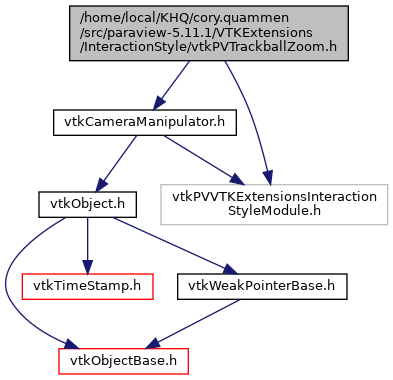 /home/local/KHQ/cory.quammen
/src/paraview-5.11.1/VTKExtensions
/InteractionStyle/vtkPVTrackballZoom.h
vtkCameraManipulator.h
vtkObject.h
vtkPVVTKExtensionsInteraction
StyleModule.h
vtkTimeStamp.h
vtkWeakPointerBase.h
vtkObjectBase.h